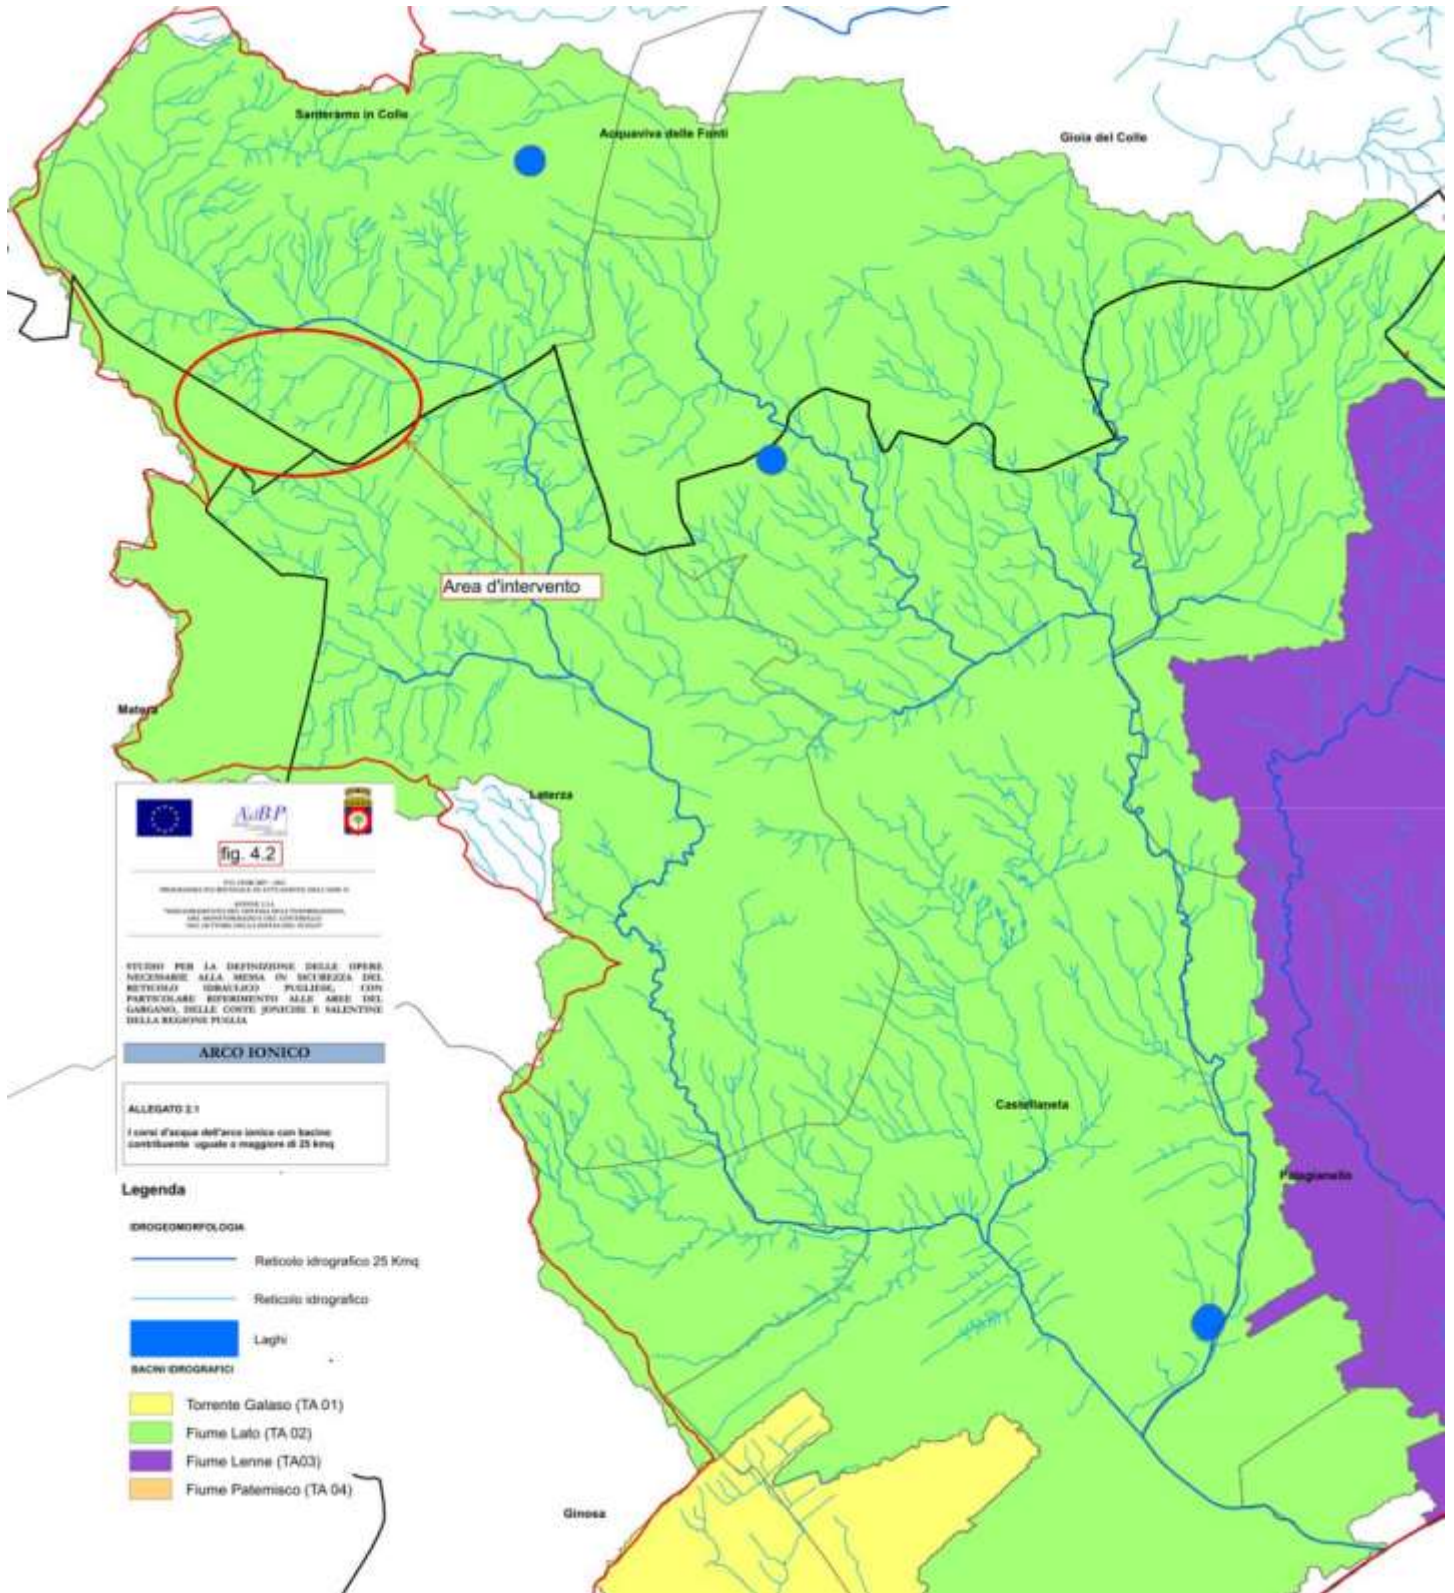 Santeramo in Colle
Acquaviva delle Fonti
Gioia del Colle
Area d'intervento
Matera
Laterza
AdBP
fig. 4.2
STUDIO PER LA DEFINIZIONE DELLE OPERE
NECESSARIE ALLA MESSA IN SICUREZZA DEL
RETICOLO IDRAULICO PUGLIESE, CON
PARTICOLARE RIFERIMENTO ALLE AREE DEL
GARGANO, DELLE COSTE JONICHE E SALENTINE
DELLA REGIONE PUGLIA
ARCO IONICO
ALLEGATO 2.1
I corsi d'acqua dell'arco ionico con bacino
contribuente uguale o maggiore di 25 kmq
Castellaneta
Palagianello
Legenda
IDROGEOMORFOLOGIA
Reticolo idrografico 25 Kmq
Reticolo idrografico
Laghi
BACINI IDROGRAFICI
Torrente Galaso (TA 01)
Fiume Lato (TA 02)
Fiume Lenne (TA03)
Fiume Patemisco (TA 04)
Ginosa